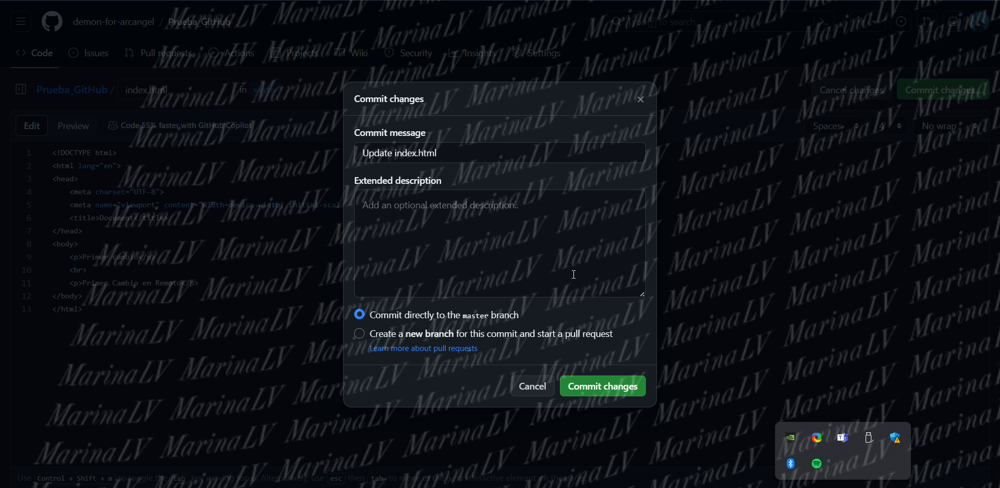 demon-for-arcangel / Prueba_GitHub
Type / to search
Code Issues Pull requests Actions Projects Wiki Security Insights Settings
Prueba_GitHub / index.html in master
Cancel changes Commit changes...
Edit Preview Code 55% faster with GitHub Copilot
Spaces 4 No wrap
1 <!DOCTYPE html>
2 <html lang="en">
3 <head>
4 <meta charset="UTF-8">
5 <meta name="viewport" content="width=device-width, initial-scale
6 <title>Document</title>
7 </head>
8 <body>
9 <p>Primer cambio</p>
10 <br>
11 <p>Primer Cambio en Remoto</p>
12 </body>
13 </html>
Commit changes
Commit message
Update index.html
Extended description
Add an optional extended description..
Commit directly to the master branch
Create a new branch for this commit and start a pull request
Learn more about pull requests
Cancel Commit changes
Use Control + Shift + m to toggle the tab key moving focus. Alternatively, use esc then tab to move to the next interactive element on the page.
MarinaLV